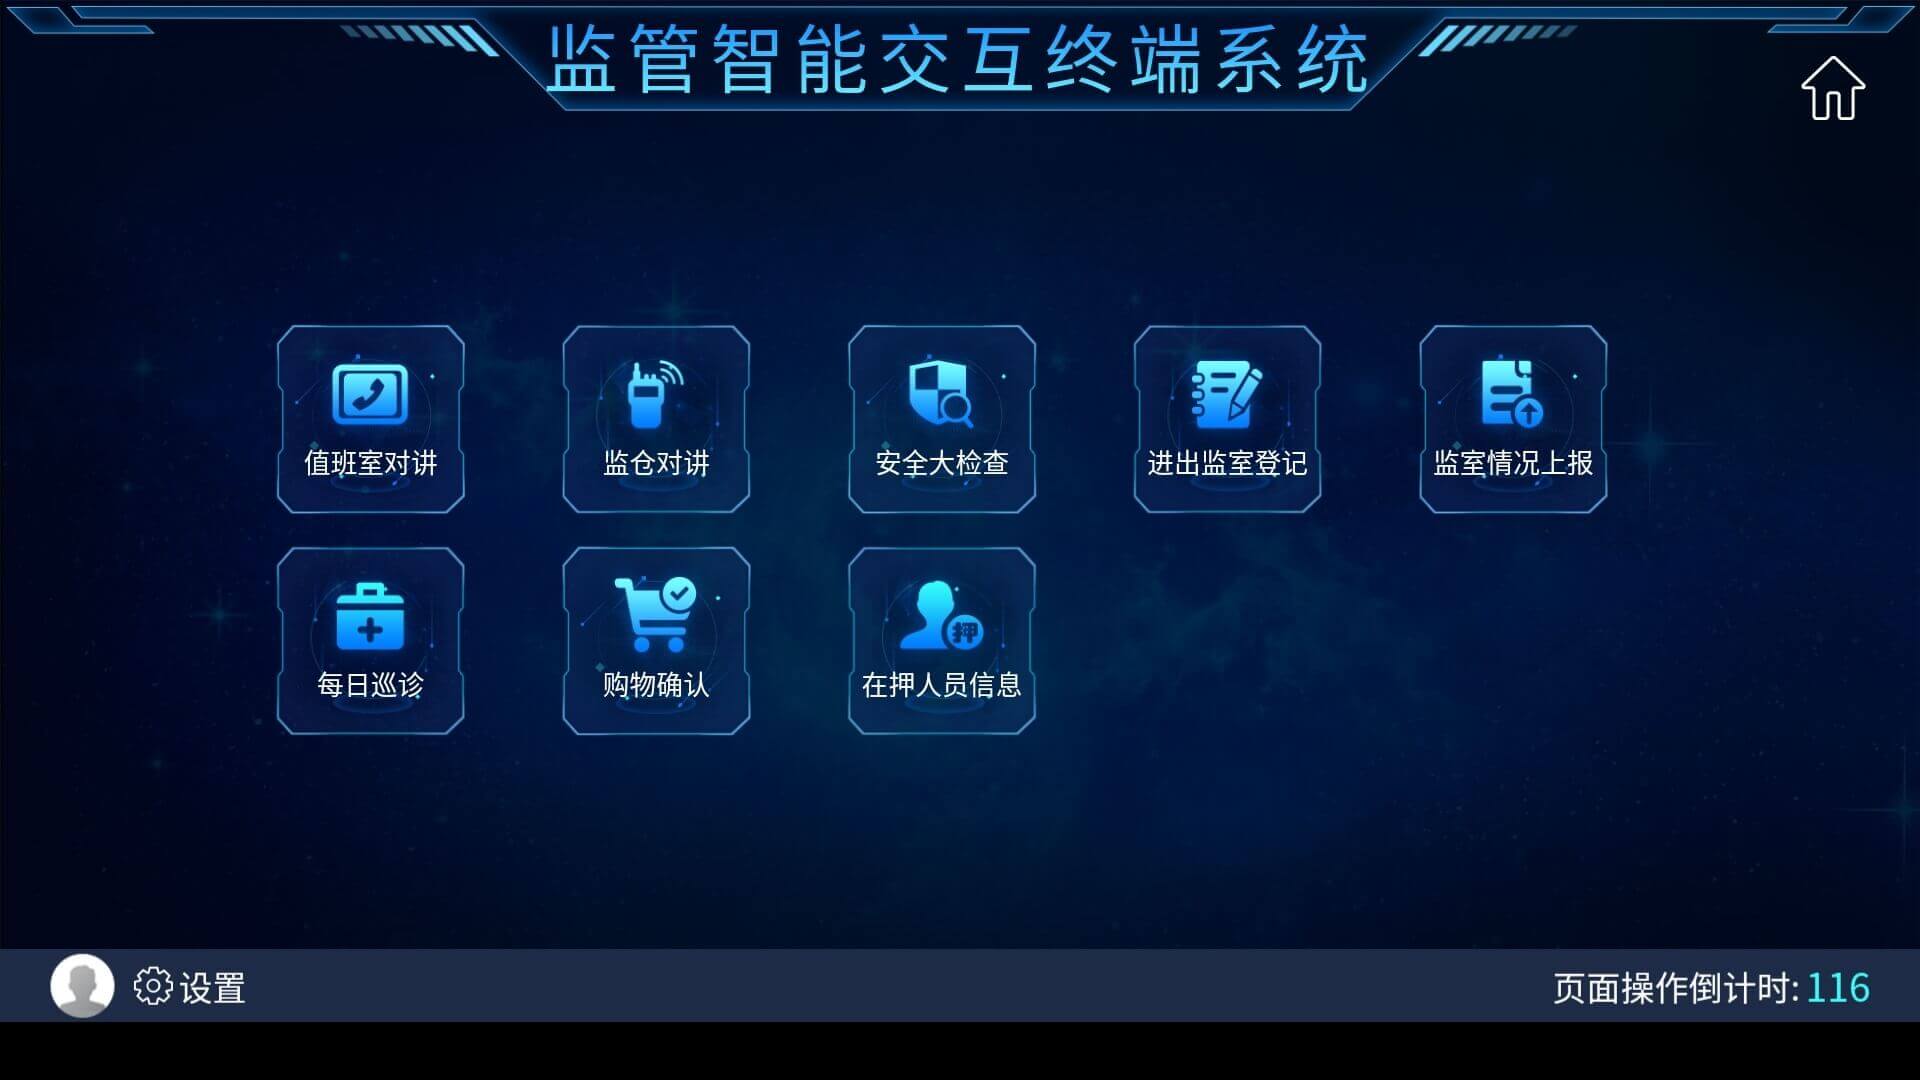 监管智能交互终端系统
值班室对讲
监仓对讲
安全大检查
进出监室登记
监室情况上报
每日巡诊
购物确认
押
在押人员信息
设置
页面操作倒计时:116